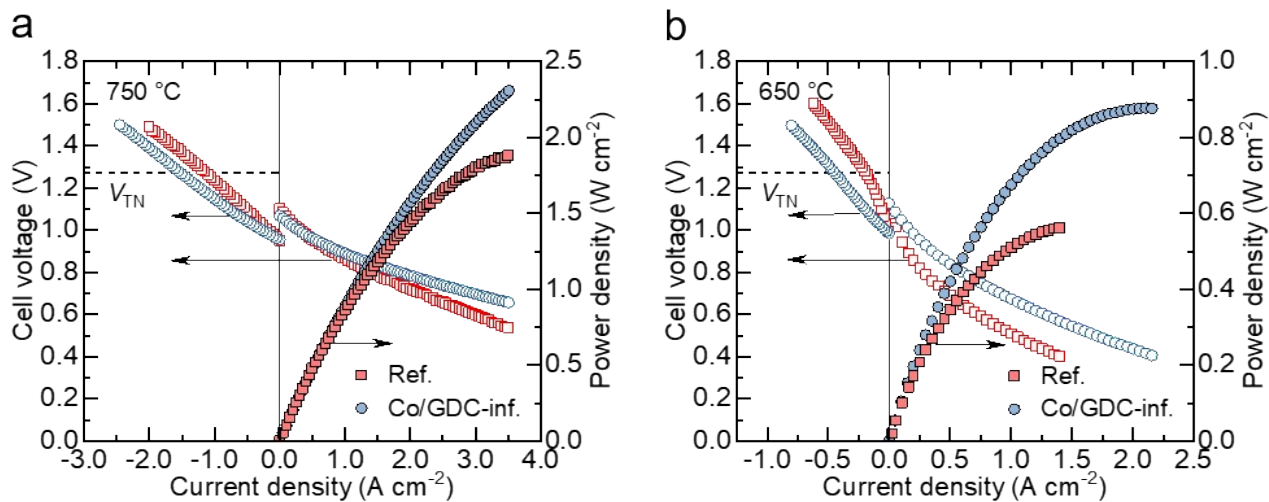 a
750 °C
V_TN
Ref.
Co/GDC-inf.
Cell voltage (V)
1.8
1.6
1.4
1.2
1.0
0.8
0.6
0.4
0.2
0.0
Power density (W cm⁻²)
2.5
2.0
1.5
1.0
0.5
0.0
-3.0 -2.0 -1.0 0.0 1.0 2.0 3.0 4.0
Current density (A cm⁻²)
b
650 °C
V_TN
Ref.
Co/GDC-inf.
Cell voltage (V)
1.8
1.6
1.4
1.2
1.0
0.8
0.6
0.4
0.2
0.0
Power density (W cm⁻²)
1.0
0.8
0.6
0.4
0.2
0.0
-1.0 -0.5 0.0 0.5 1.0 1.5 2.0 2.5
Current density (A cm⁻²)